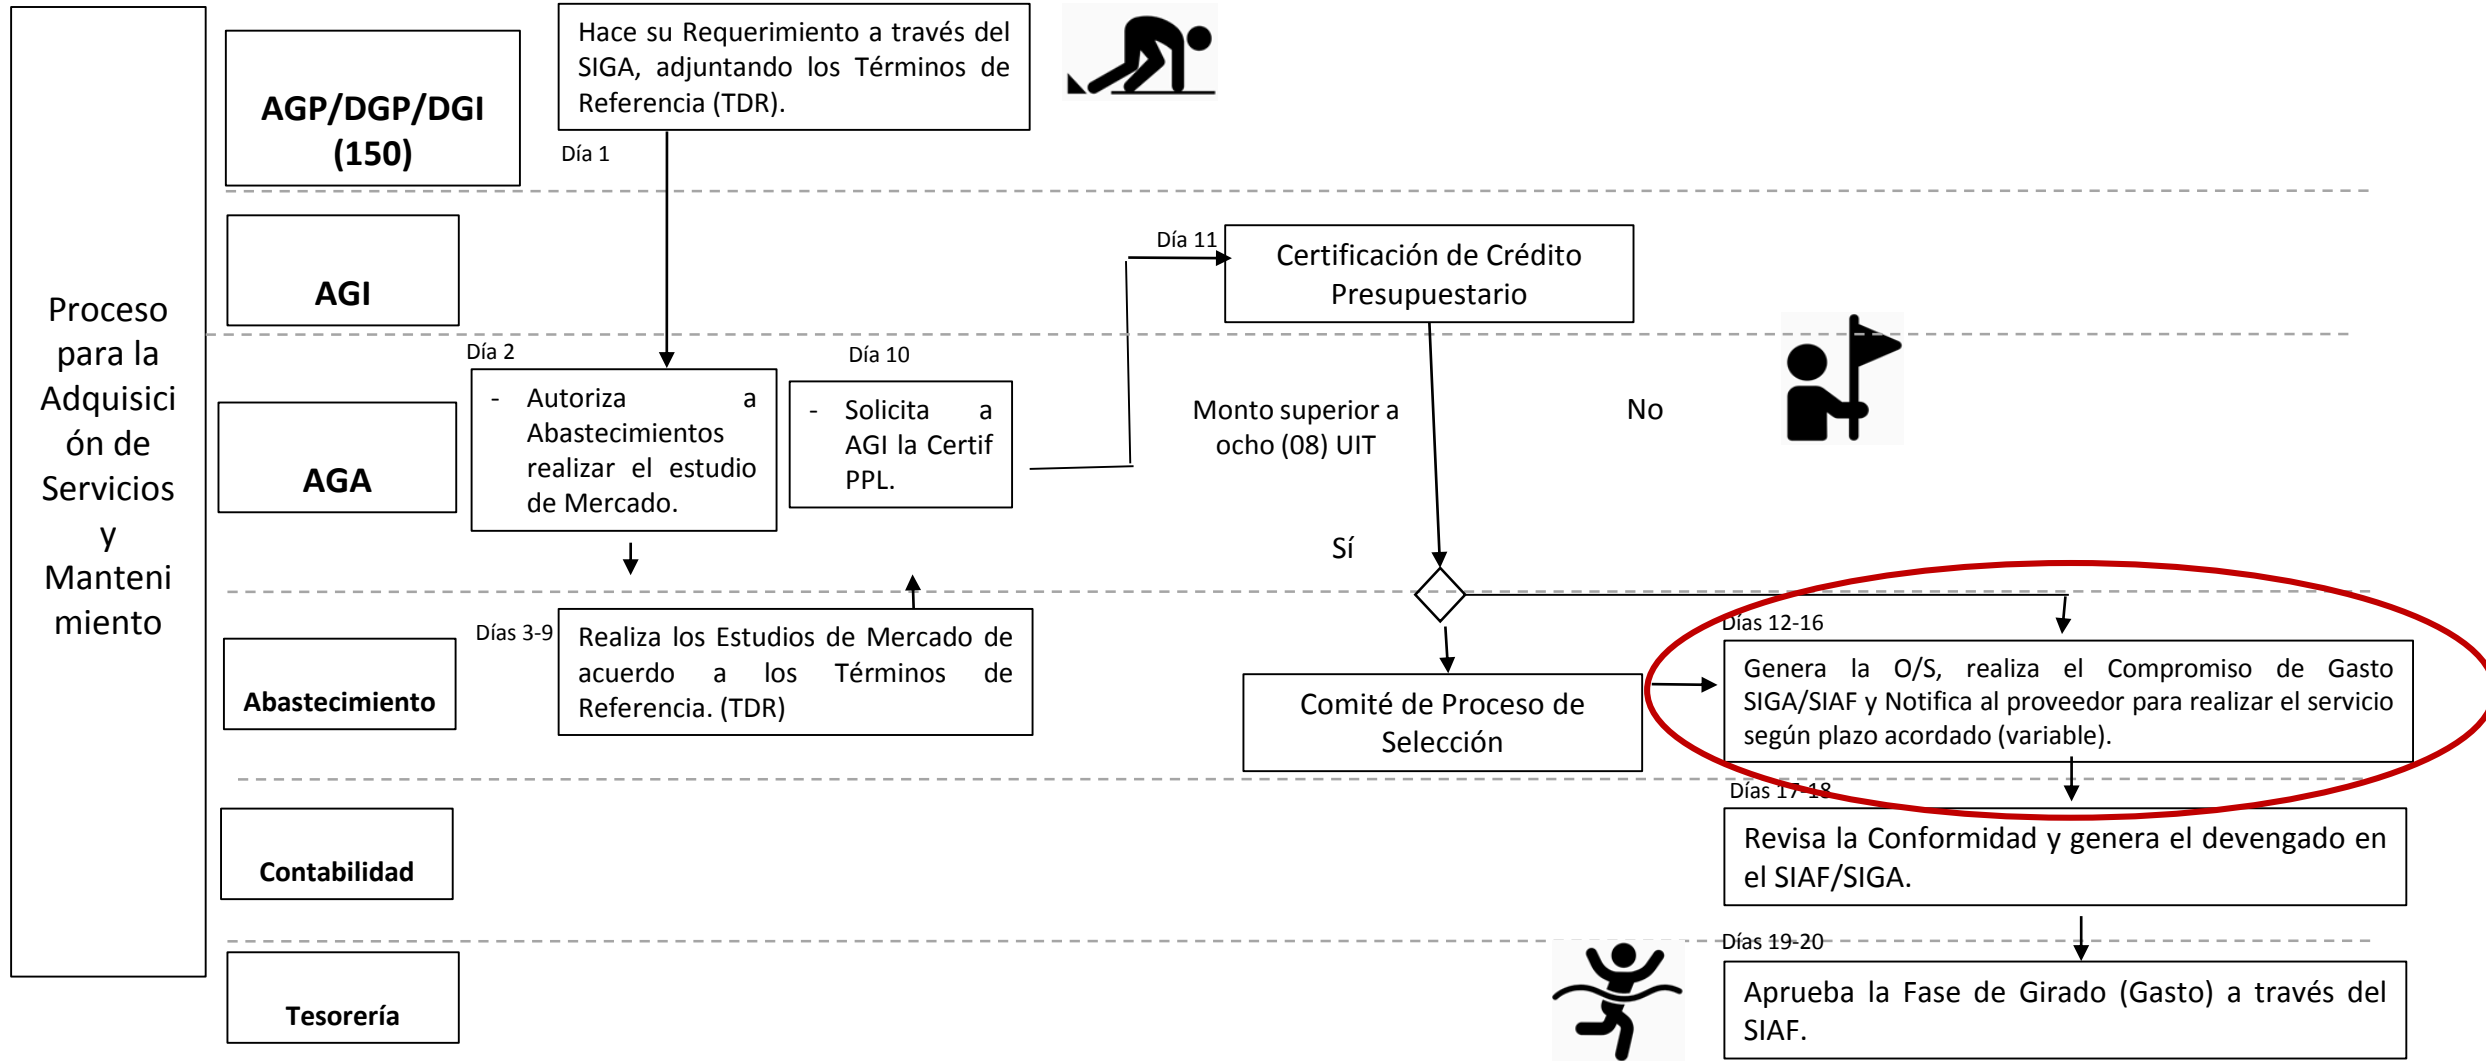 Proceso
para la
Adquisici
ón de
Servicios
y
Manteni
miento
AGP/DGP/DGI
(150)
Hace su Requerimiento a través del
SIGA, adjuntando los Términos de
Referencia (TDR).
Día 1
AGI
Día 11
Certificación de Crédito
Presupuestario
AGA
Día 2
- Autoriza a
Abastecimientos
realizar el estudio
de Mercado.
Día 10
- Solicita a
AGI la Certif
PPL.
Monto superior a
ocho (08) UIT
No
Sí
Abastecimiento
Días 3-9
Realiza los Estudios de Mercado de
acuerdo a los Términos de
Referencia. (TDR)
Comité de Proceso de
Selección
Días 12-16
Genera la O/S, realiza el Compromiso de Gasto
SIGA/SIAF y Notifica al proveedor para realizar el servicio
según plazo acordado (variable).
Contabilidad
Días 17-18
Revisa la Conformidad y genera el devengado en
el SIAF/SIGA.
Tesorería
Días 19-20
Aprueba la Fase de Girado (Gasto) a través del
SIAF.